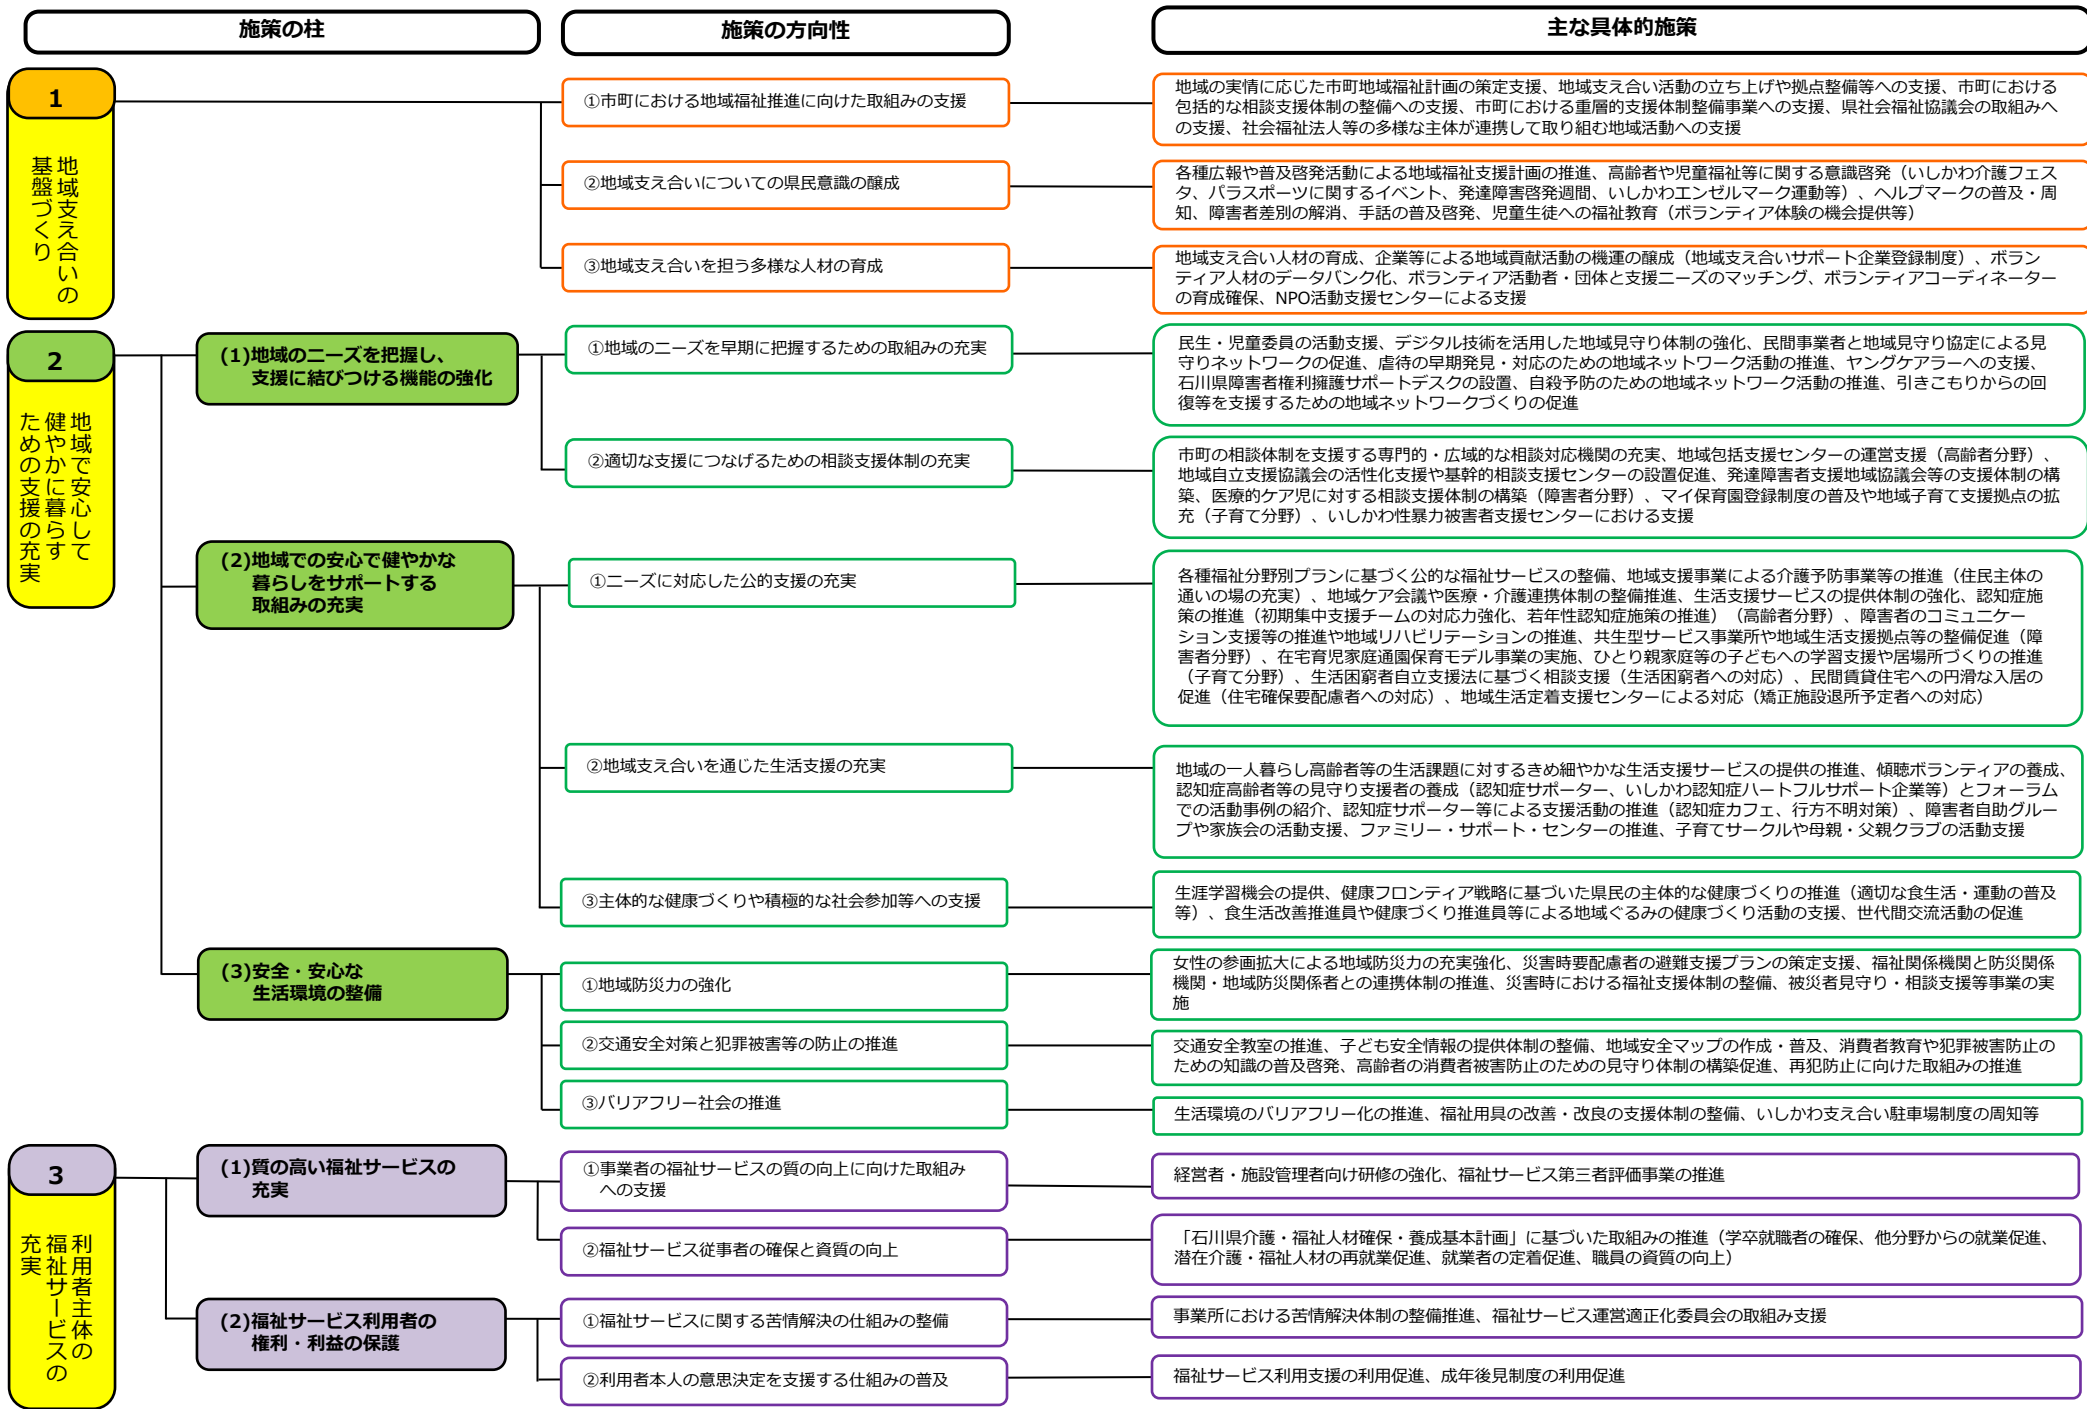 施策の柱
施策の方向性
主な具体的施策
1
地域支え合いの
基盤づくり
①市町における地域福祉推進に向けた取組みの支援
地域の実情に応じた市町地域福祉計画の策定支援、地域支え合い活動の立ち上げや拠点整備等への支援、市町における
包括的な相談支援体制の整備への支援、市町における重層的支援体制整備事業への支援、県社会福祉協議会の取組みへ
の支援、社会福祉法人等の多様な主体が連携して取り組む地域活動への支援
②地域支え合いについての県民意識の醸成
各種広報や普及啓発活動による地域福祉支援計画の推進、高齢者や児童福祉等に関する意識啓発（いしかわ介護フェス
タ、パラスポーツに関するイベント、発達障害啓発週間、いしかわエンゼルマーク運動等）、ヘルプマークの普及・周
知、障害者差別の解消、手話の普及啓発、児童生徒への福祉教育（ボランティア体験の機会提供等）
③地域支え合いを担う多様な人材の育成
地域支え合い人材の育成、企業等による地域貢献活動の機運の醸成（地域支え合いサポート企業登録制度）、ボラン
ティア人材のデータバンク化、ボランティア活動者・団体と支援ニーズのマッチング、ボランティアコーディネーター
の育成確保、NPO活動支援センターによる支援
2
地域で安心して
健やかに暮らす
ための支援の充実
(1)地域のニーズを把握し、
支援に結びつける機能の強化
①地域のニーズを早期に把握するための取組みの充実
民生・児童委員の活動支援、デジタル技術を活用した地域見守り体制の強化、民間事業者と地域見守り協定による見
守りネットワークの促進、虐待の早期発見・対応のための地域ネットワーク活動の推進、ヤングケアラーへの支援、
石川県障害者権利擁護サポートデスクの設置、自殺予防のための地域ネットワーク活動の推進、引きこもりからの回
復等を支援するための地域ネットワークづくりの促進
②適切な支援につなげるための相談支援体制の充実
市町の相談体制を支援する専門的・広域的な相談対応機関の充実、地域包括支援センターの運営支援（高齢者分野）、
地域自立支援協議会の活性化支援や基幹的相談支援センターの設置促進、発達障害者支援地域協議会等の支援体制の構
築、医療的ケア児に対する相談支援体制の構築（障害者分野）、マイ保育園登録制度の普及や地域子育て支援拠点の拡
充（子育て分野）、いしかわ性暴力被害者支援センターにおける支援
(2)地域での安心で健やかな
暮らしをサポートする
取組みの充実
①ニーズに対応した公的支援の充実
各種福祉分野別プランに基づく公的な福祉サービスの整備、地域支援事業による介護予防事業等の推進（住民主体の
通いの場の充実）、地域ケア会議や医療・介護連携体制の整備推進、生活支援サービスの提供体制の強化、認知症施
策の推進（初期集中支援チームの対応力強化、若年性認知症施策の推進）（高齢者分野）、障害者のコミュニケー
ション支援等の推進や地域リハビリテーションの推進、共生型サービス事業所や地域生活支援拠点等の整備促進（障
害者分野）、在宅育児家庭通園保育モデル事業の実施、ひとり親家庭等の子どもへの学習支援や居場所づくりの推進
（子育て分野）、生活困窮者自立支援法に基づく相談支援（生活困窮者への対応）、民間賃貸住宅への円滑な入居の
促進（住宅確保要配慮者への対応）、地域生活定着支援センターによる対応（矯正施設退所予定者への対応）
②地域支え合いを通じた生活支援の充実
地域の一人暮らし高齢者等の生活課題に対するきめ細やかな生活支援サービスの提供の推進、傾聴ボランティアの養成、
認知症高齢者等の見守り支援者の養成（認知症サポーター、いしかわ認知症ハートフルサポート企業等）とフォーラム
での活動事例の紹介、認知症サポーター等による支援活動の推進（認知症カフェ、行方不明対策）、障害者自助グルー
プや家族会の活動支援、ファミリー・サポート・センターの推進、子育てサークルや母親・父親クラブの活動支援
③主体的な健康づくりや積極的な社会参加等への支援
生涯学習機会の提供、健康フロンティア戦略に基づいた県民の主体的な健康づくりの推進（適切な食生活・運動の普及
等）、食生活改善推進員や健康づくり推進員等による地域ぐるみの健康づくり活動の支援、世代間交流活動の促進
(3)安全・安心な
生活環境の整備
①地域防災力の強化
女性の参画拡大による地域防災力の充実強化、災害時要配慮者の避難支援プランの策定支援、福祉関係機関と防災関係
機関・地域防災関係者との連携体制の推進、災害時における福祉支援体制の整備、被災者見守り・相談支援等事業の実
施
②交通安全対策と犯罪被害等の防止の推進
交通安全教室の推進、子ども安全情報の提供体制の整備、地域安全マップの作成・普及、消費者教育や犯罪被害防止の
ための知識の普及啓発、高齢者の消費者被害防止のための見守り体制の構築促進、再犯防止に向けた取組みの推進
③バリアフリー社会の推進
生活環境のバリアフリー化の推進、福祉用具の改善・改良の支援体制の整備、いしかわ支え合い駐車場制度の周知等
3
利用者主体の
福祉サービスの
充実
(1)質の高い福祉サービスの
充実
①事業者の福祉サービスの質の向上に向けた取組み
への支援
経営者・施設管理者向け研修の強化、福祉サービス第三者評価事業の推進
②福祉サービス従事者の確保と資質の向上
「石川県介護・福祉人材確保・養成基本計画」に基づいた取組みの推進（学卒就職者の確保、他分野からの就業促進、
潜在介護・福祉人材の再就業促進、就業者の定着促進、職員の資質の向上）
(2)福祉サービス利用者の
権利・利益の保護
①福祉サービスに関する苦情解決の仕組みの整備
事業所における苦情解決体制の整備推進、福祉サービス運営適正化委員会の取組み支援
②利用者本人の意思決定を支援する仕組みの普及
福祉サービス利用支援の利用促進、成年後見制度の利用促進